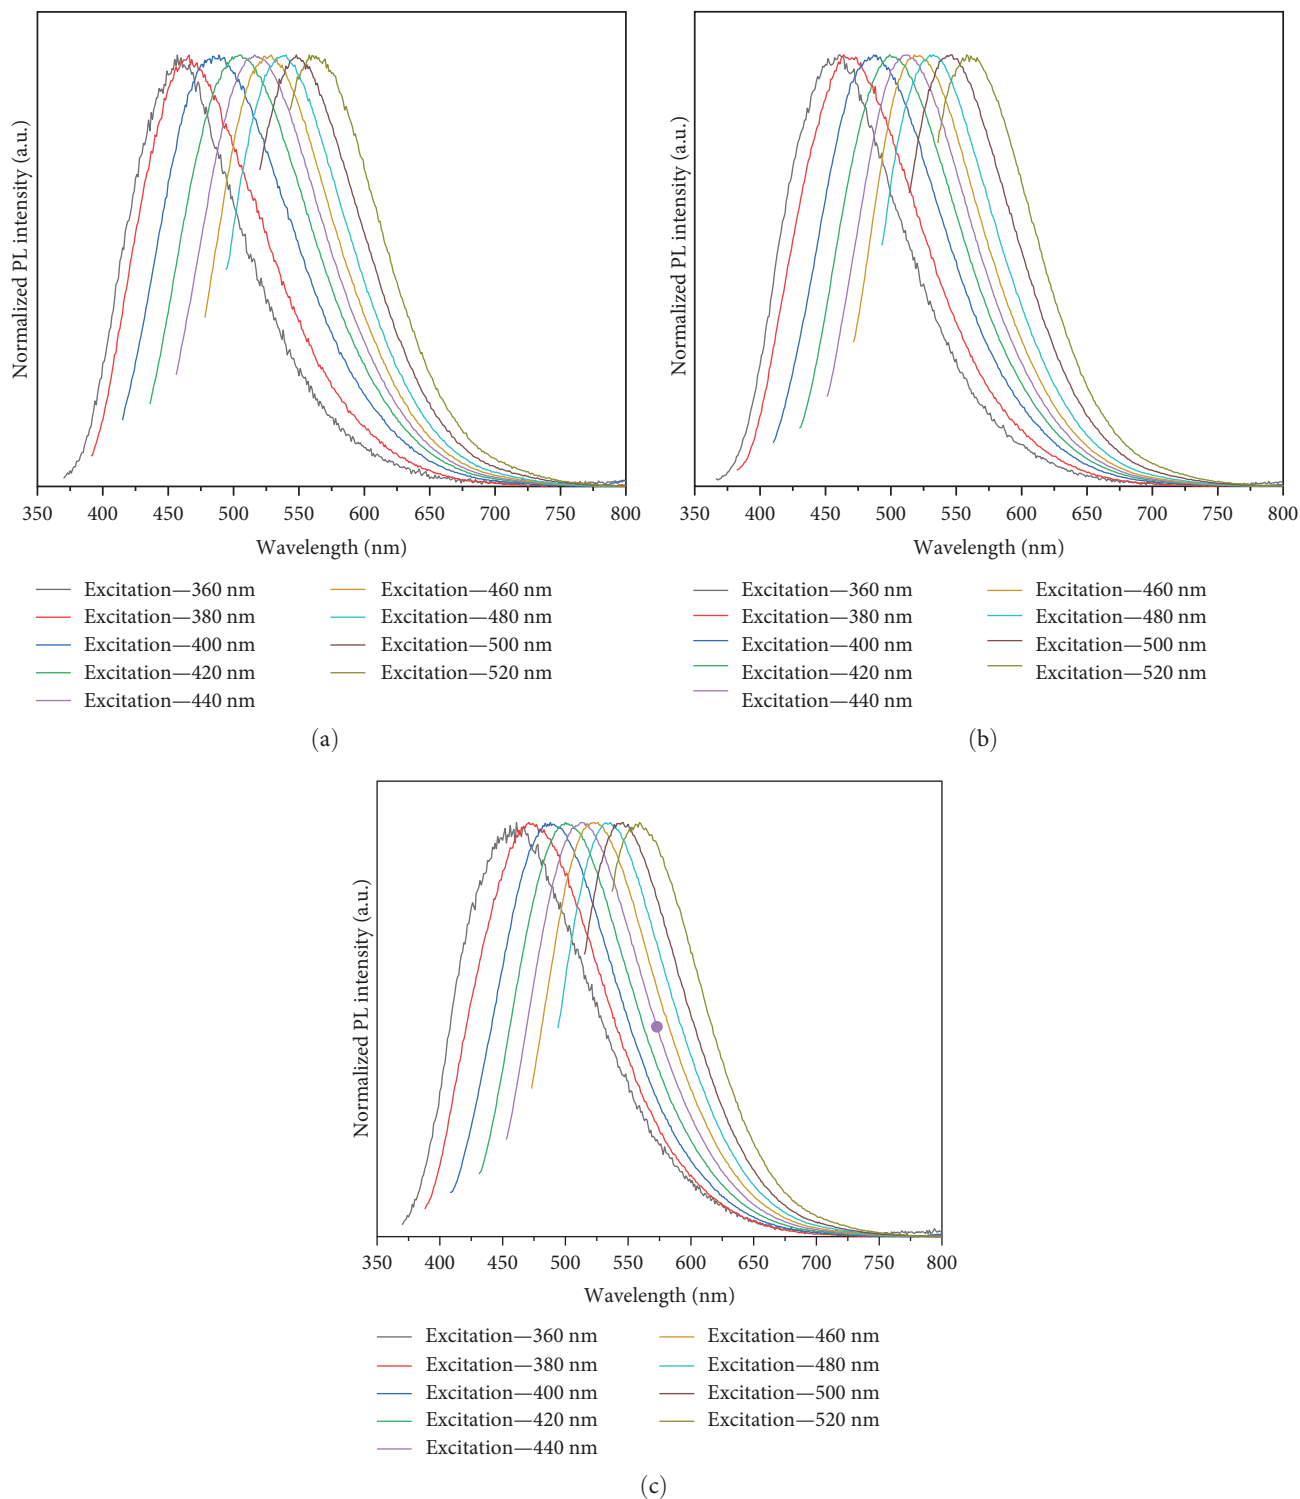 Normalized PL intensity (a.u.)
350 400 450 500 550 600 650 700 750 800
Wavelength (nm)
Excitation—360 nm
Excitation—380 nm
Excitation—400 nm
Excitation—420 nm
Excitation—440 nm
Excitation—460 nm
Excitation—480 nm
Excitation—500 nm
Excitation—520 nm
(a)
Normalized PL intensity (a.u.)
350 400 450 500 550 600 650 700 750 800
Wavelength (nm)
Excitation—360 nm
Excitation—380 nm
Excitation—400 nm
Excitation—420 nm
Excitation—440 nm
Excitation—460 nm
Excitation—480 nm
Excitation—500 nm
Excitation—520 nm
(b)
Normalized PL intensity (a.u.)
350 400 450 500 550 600 650 700 750 800
Wavelength (nm)
Excitation—360 nm
Excitation—380 nm
Excitation—400 nm
Excitation—420 nm
Excitation—440 nm
Excitation—460 nm
Excitation—480 nm
Excitation—500 nm
Excitation—520 nm
(c)